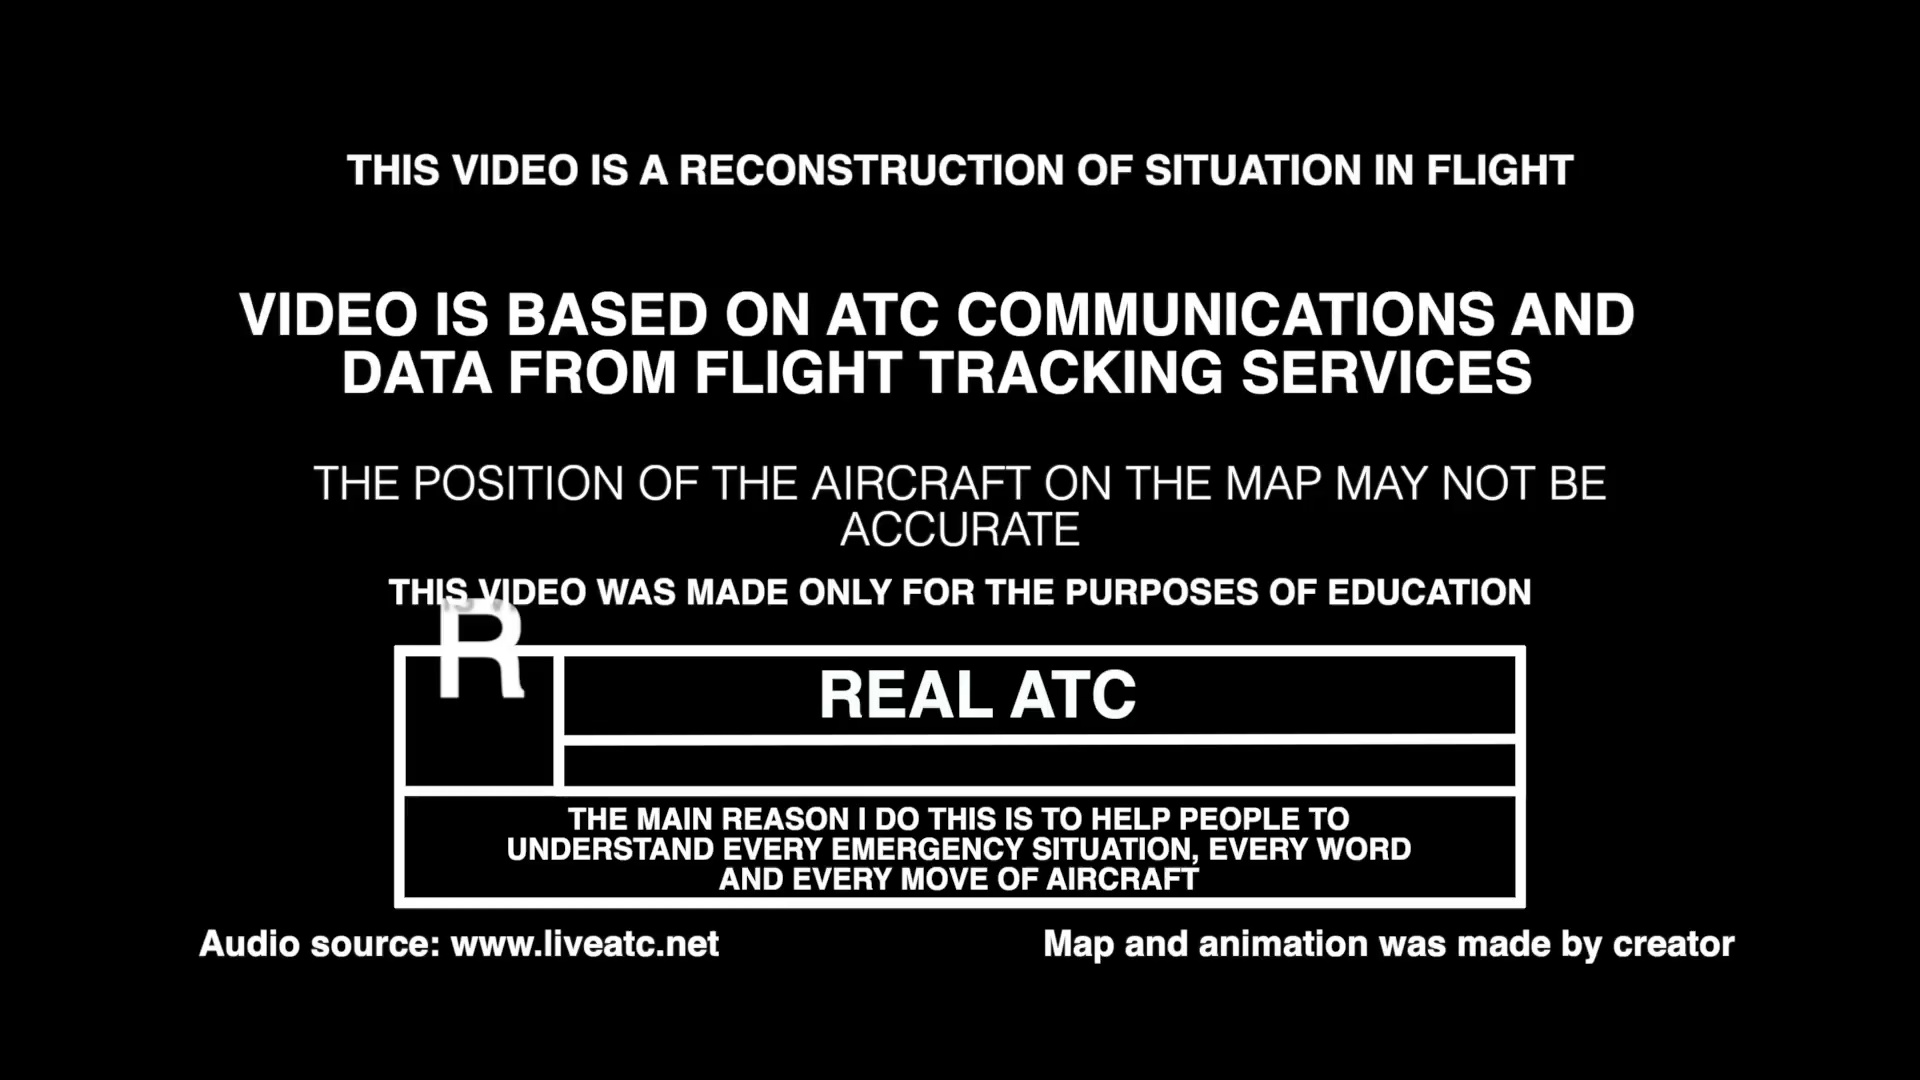 THIS VIDEO IS A RECONSTRUCTION OF SITUATION IN FLIGHT
VIDEO IS BASED ON ATC COMMUNICATIONS AND
DATA FROM FLIGHT TRACKING SERVICES
THE POSITION OF THE AIRCRAFT ON THE MAP MAY NOT BE
ACCURATE
THIS VIDEO WAS MADE ONLY FOR THE PURPOSES OF EDUCATION
R
REAL ATC
THE MAIN REASON I DO THIS IS TO HELP PEOPLE TO
UNDERSTAND EVERY EMERGENCY SITUATION, EVERY WORD
AND EVERY MOVE OF AIRCRAFT
Audio source: www.liveatc.net
Map and animation was made by creator